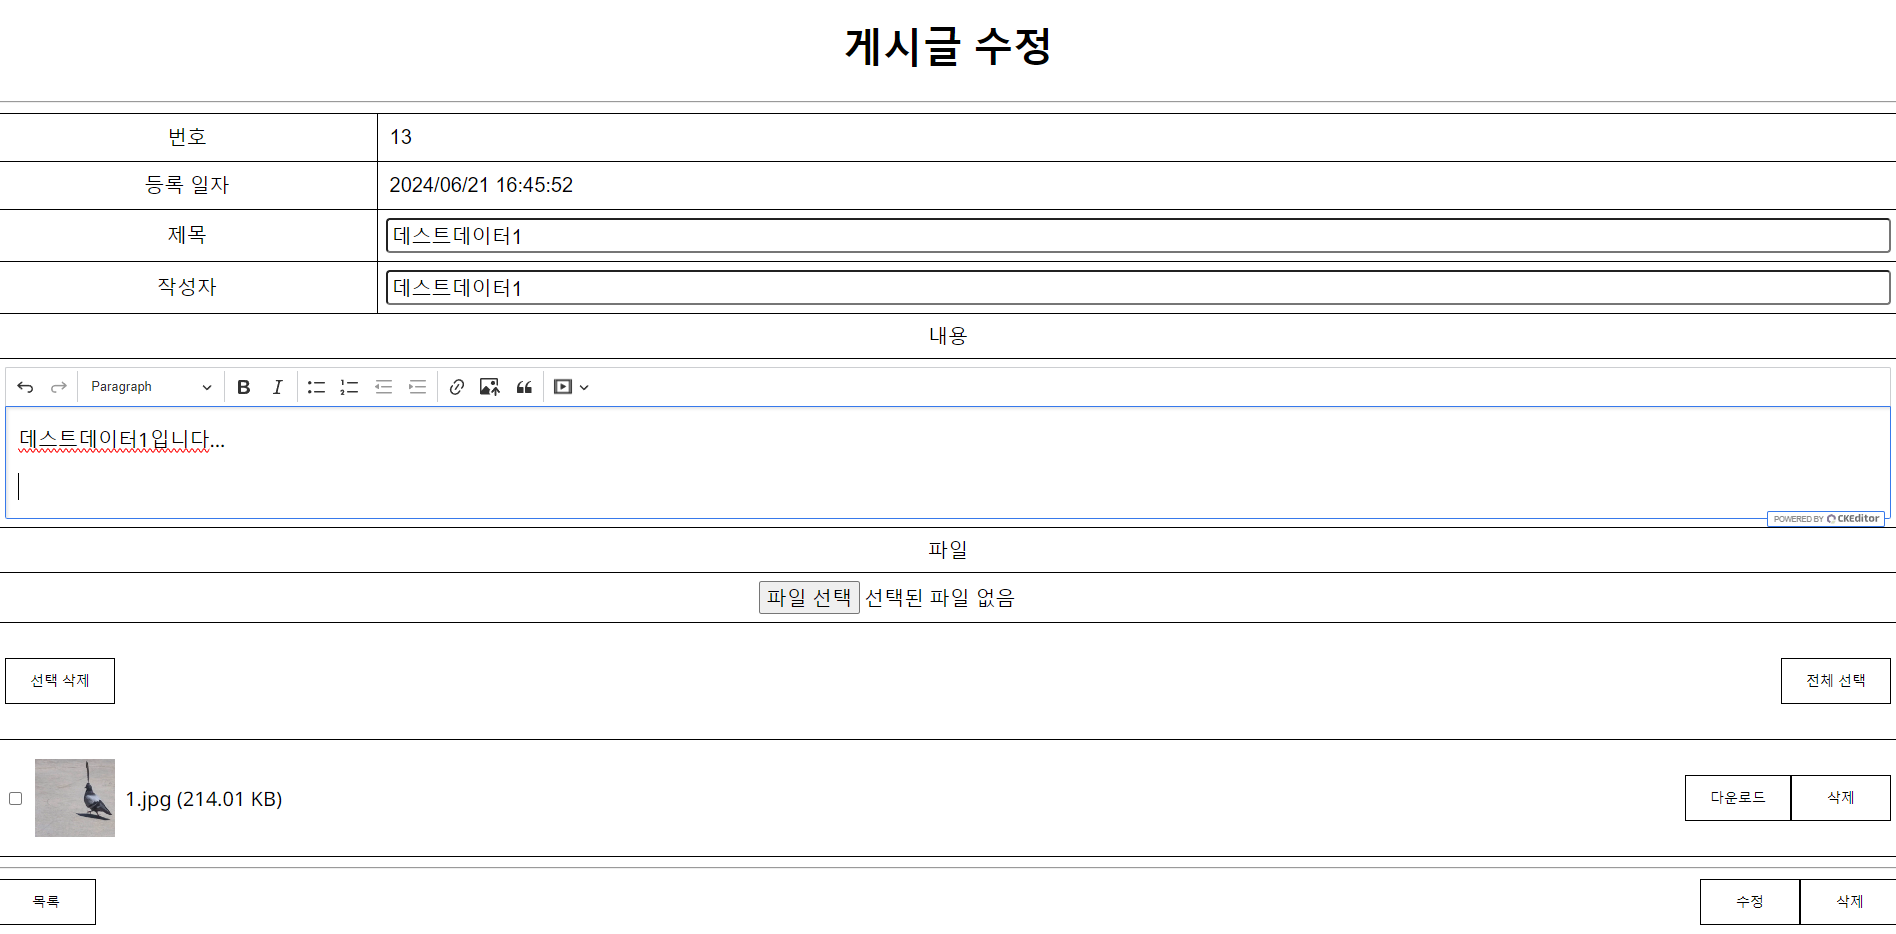 게시글 수정
번호 13
등록 일자 2024/06/21 16:45:52
제목 데스트데이터1
작성자 데스트데이터1
내용
Paragraph B I
데스트데이터1입니다...
POWERED BY CKEditor
파일
파일 선택 선택된 파일 없음
선택 삭제 전체 선택
1.jpg (214.01 KB) 다운로드 삭제
목록 수정 삭제